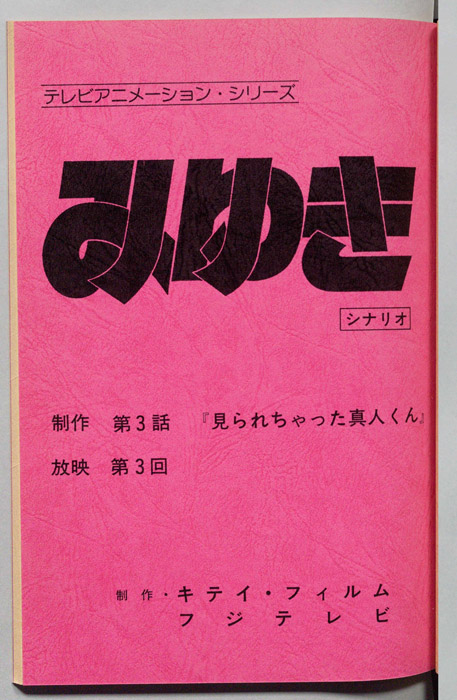 テレビアニメーション・シリーズ
みゆき
シナリオ
制作 第3話 『見られちゃった真人くん』
放映 第3回
制作・キティ・フィルム
フジテレビ